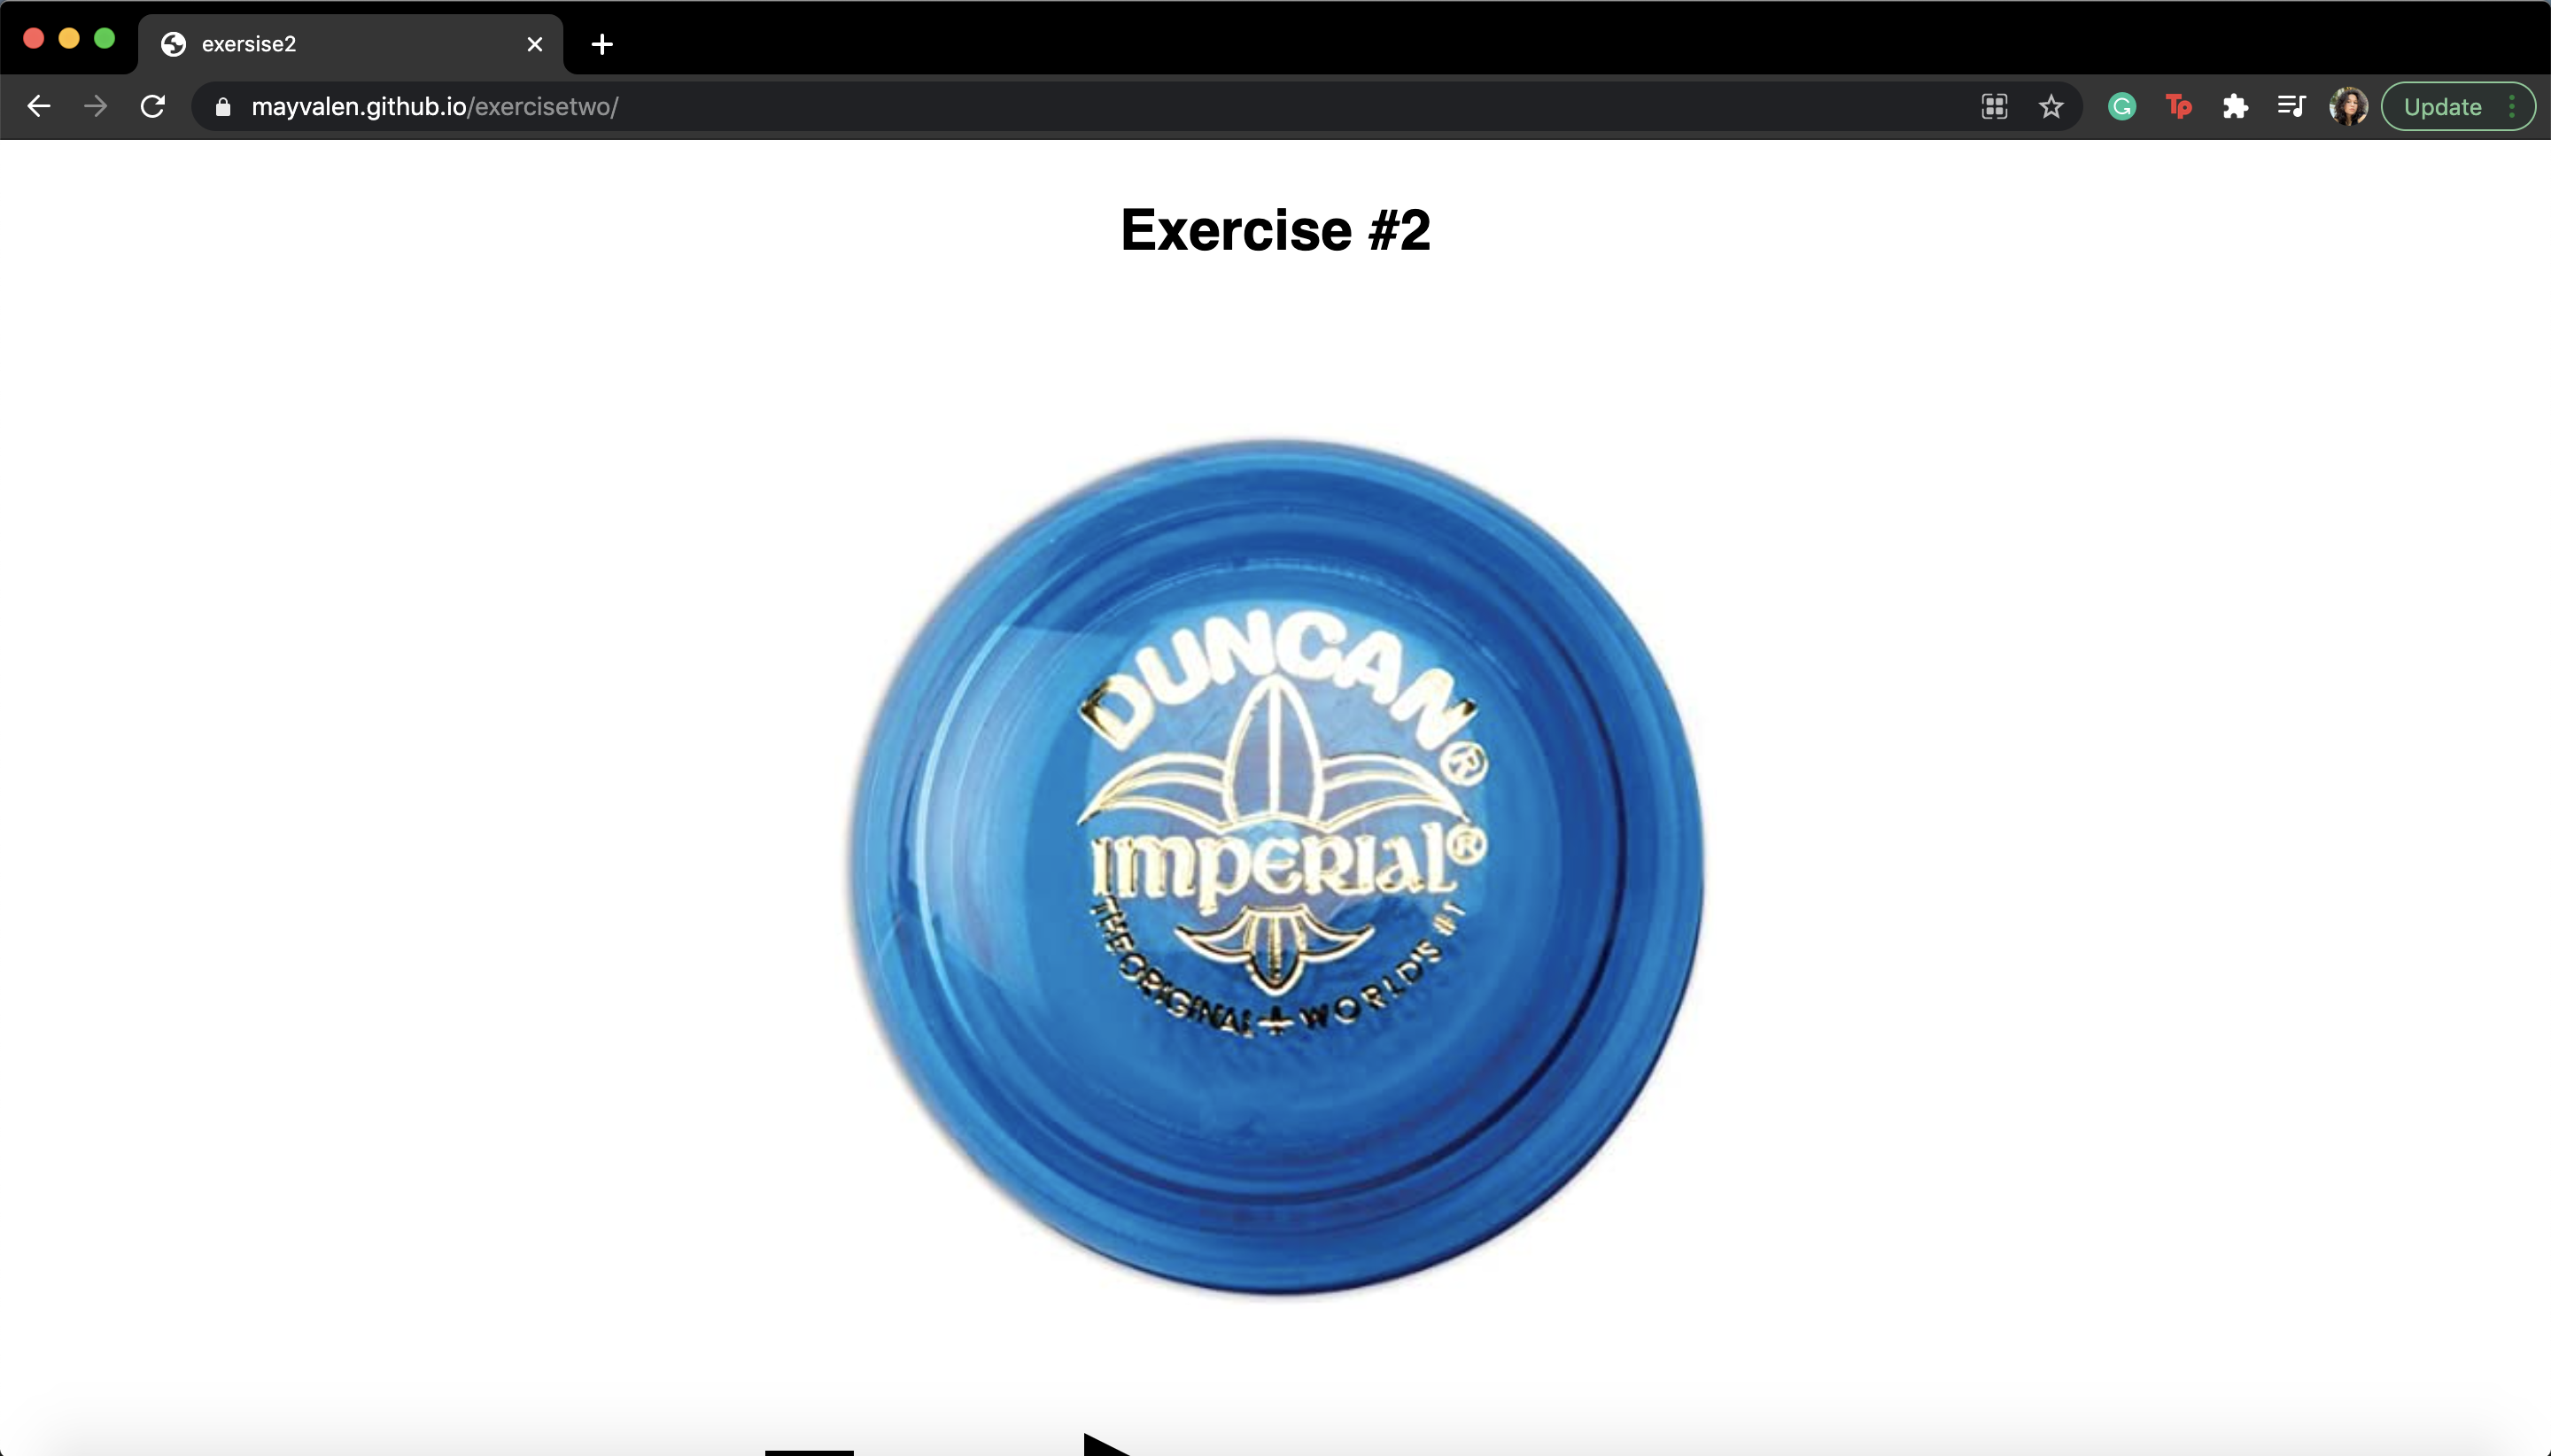 exersise2
mayvalen.github.io/exercisetwo/
Update
Exercise #2
DUNCAN®
IMPERIAL®
THE ORIGINAL WORLD'S #1